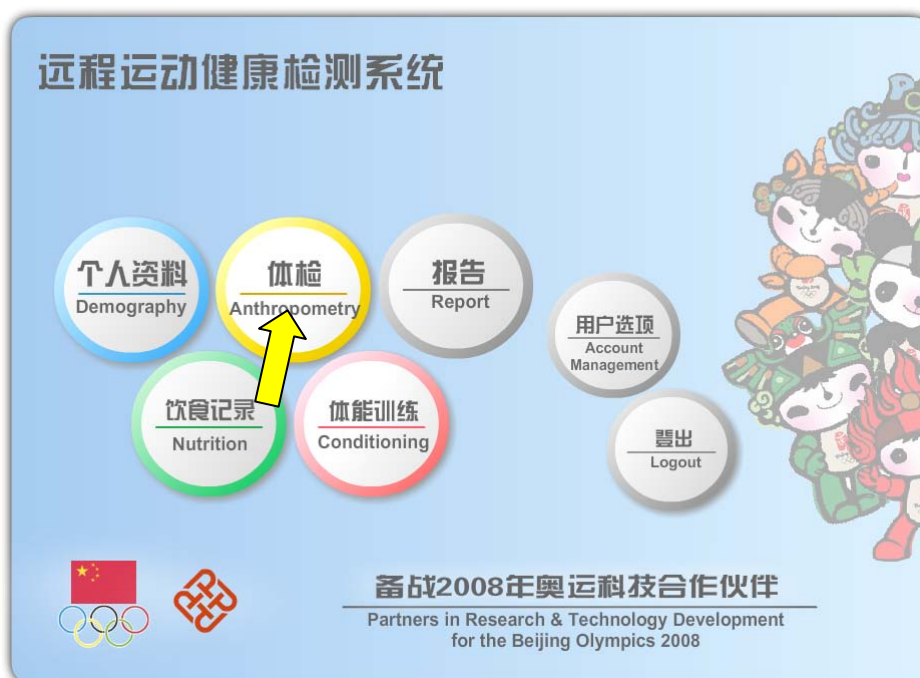 远程运动健康检测系统
个人资料
Demography
体检
Anthropometry
报告
Report
饮食记录
Nutrition
体能训练
Conditioning
用户选项
Account
Management
登出
Logout
备战2008年奥运科技合作伙伴
Partners in Research & Technology Development
for the Beijing Olympics 2008